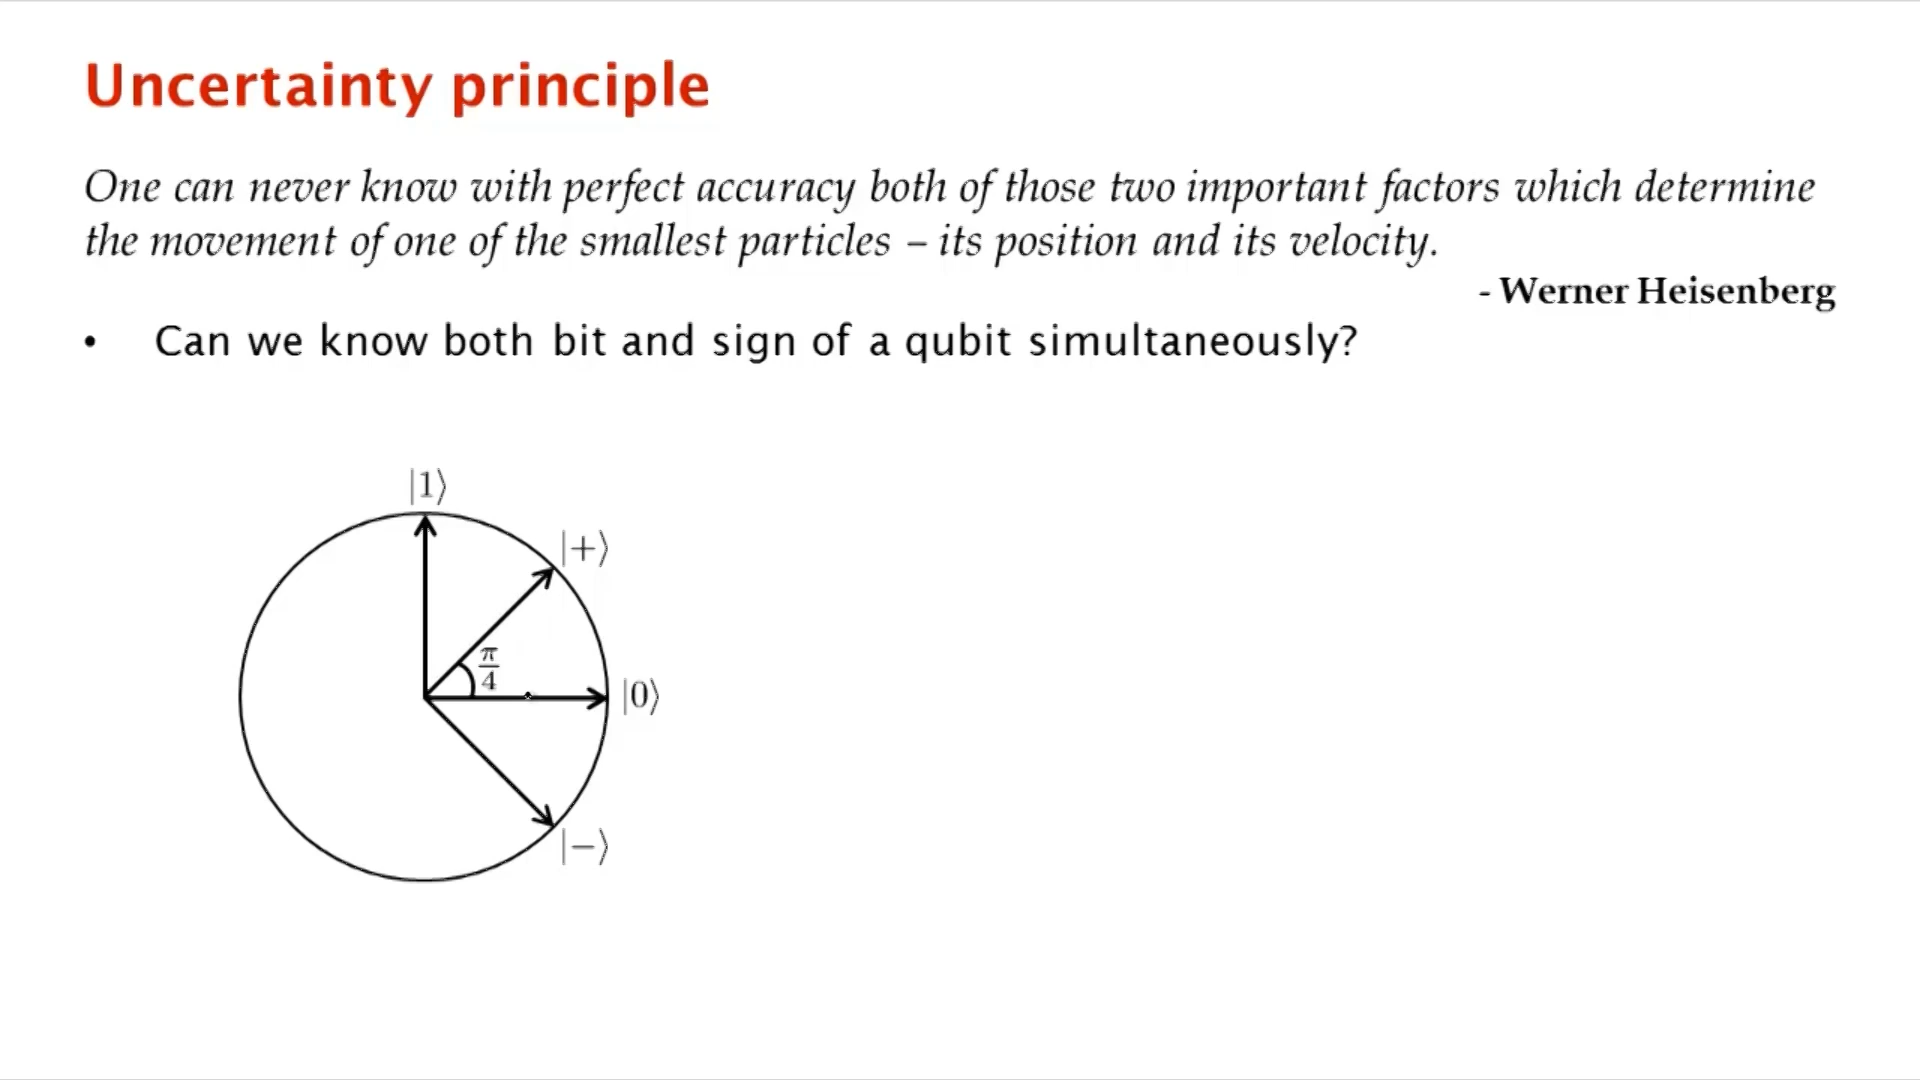 Uncertainty principle
One can never know with perfect accuracy both of those two important factors which determine
the movement of one of the smallest particles – its position and its velocity.
- Werner Heisenberg
• Can we know both bit and sign of a qubit simultaneously?
|1⟩
|+⟩
π/4
|0⟩
|−⟩